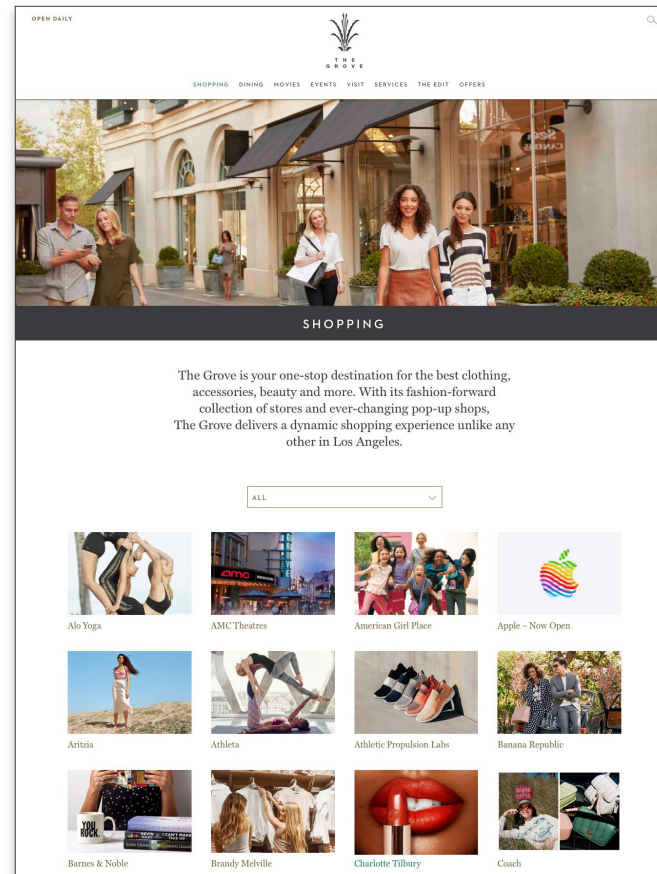 OPEN DAILY
THE
GROVE
SHOPPING DINING MOVIES EVENTS VISIT SERVICES THE EDIT OFFERS
SHOPPING
The Grove is your one-stop destination for the best clothing,
accessories, beauty and more. With its fashion-forward
collection of stores and ever-changing pop-up shops,
The Grove delivers a dynamic shopping experience unlike any
other in Los Angeles.
ALL
amc
Alo Yoga
AMC Theatres
American Girl Place
Apple – Now Open
Aritzia
Athleta
Athletic Propulsion Labs
Banana Republic
YOU
ROCK.
Barnes & Noble
Brandy Melville
Charlotte Tilbury
Coach